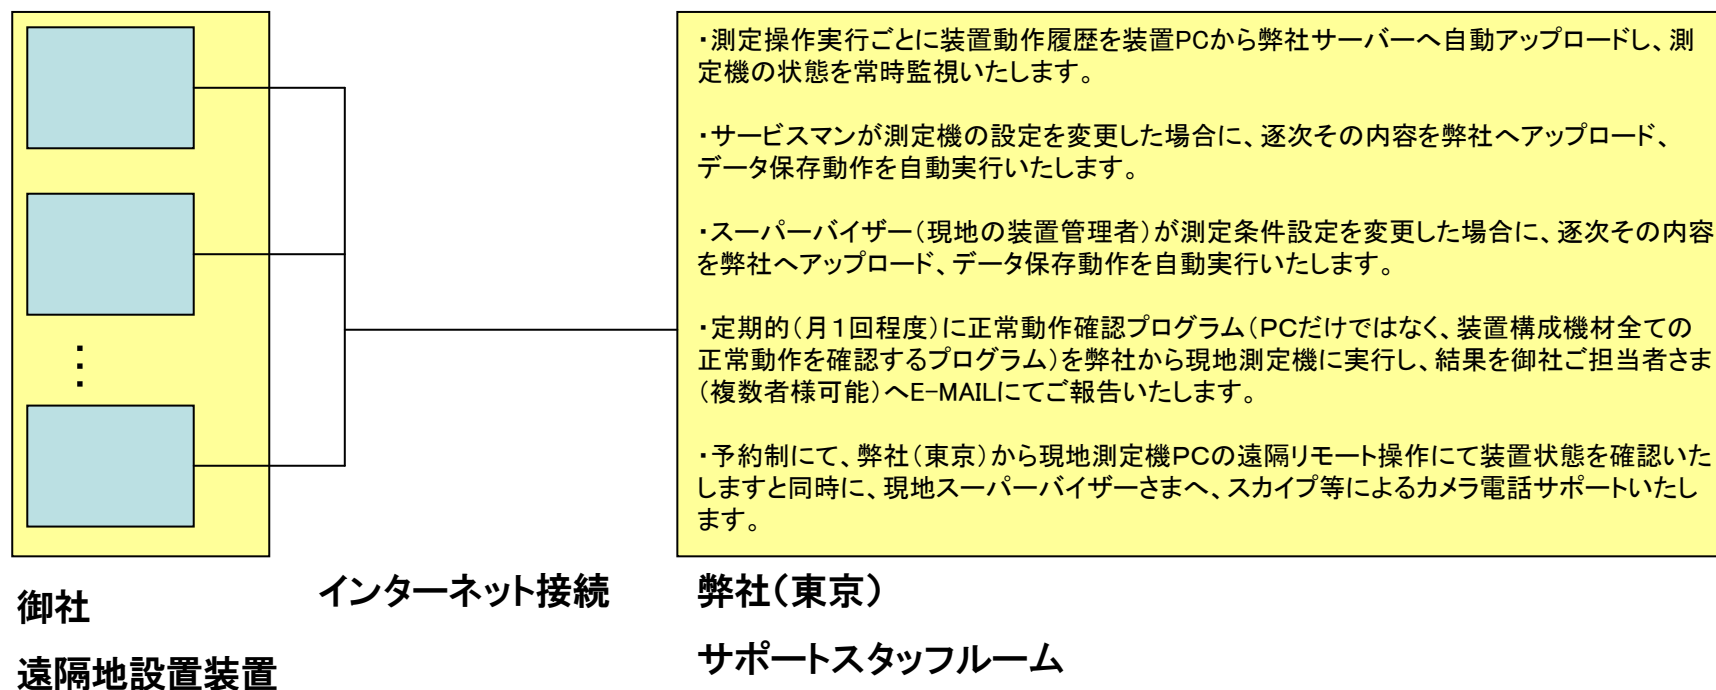 ・測定操作実行ごとに装置動作履歴を装置PCから弊社サーバーへ自動アップロードし、測
定機の状態を常時監視いたします。
・サービスマンが測定機の設定を変更した場合に、逐次その内容を弊社へアップロード、
データ保存動作を自動実行いたします。
・スーパーバイザー（現地の装置管理者）が測定条件設定を変更した場合に、逐次その内容
を弊社へアップロード、データ保存動作を自動実行いたします。
・定期的（月１回程度）に正常動作確認プログラム（PCだけではなく、装置構成機材全ての
正常動作を確認するプログラム）を弊社から現地測定機に実行し、結果を御社ご担当者さま
（複数者様可能）へE-MAILにてご報告いたします。
・予約制にて、弊社（東京）から現地測定機PCの遠隔リモート操作にて装置状態を確認いた
しますと同時に、現地スーパーバイザーさまへ、スカイプ等によるカメラ電話サポートいたし
ます。
⋮
御社
遠隔地設置装置
インターネット接続
弊社（東京）
サポートスタッフルーム